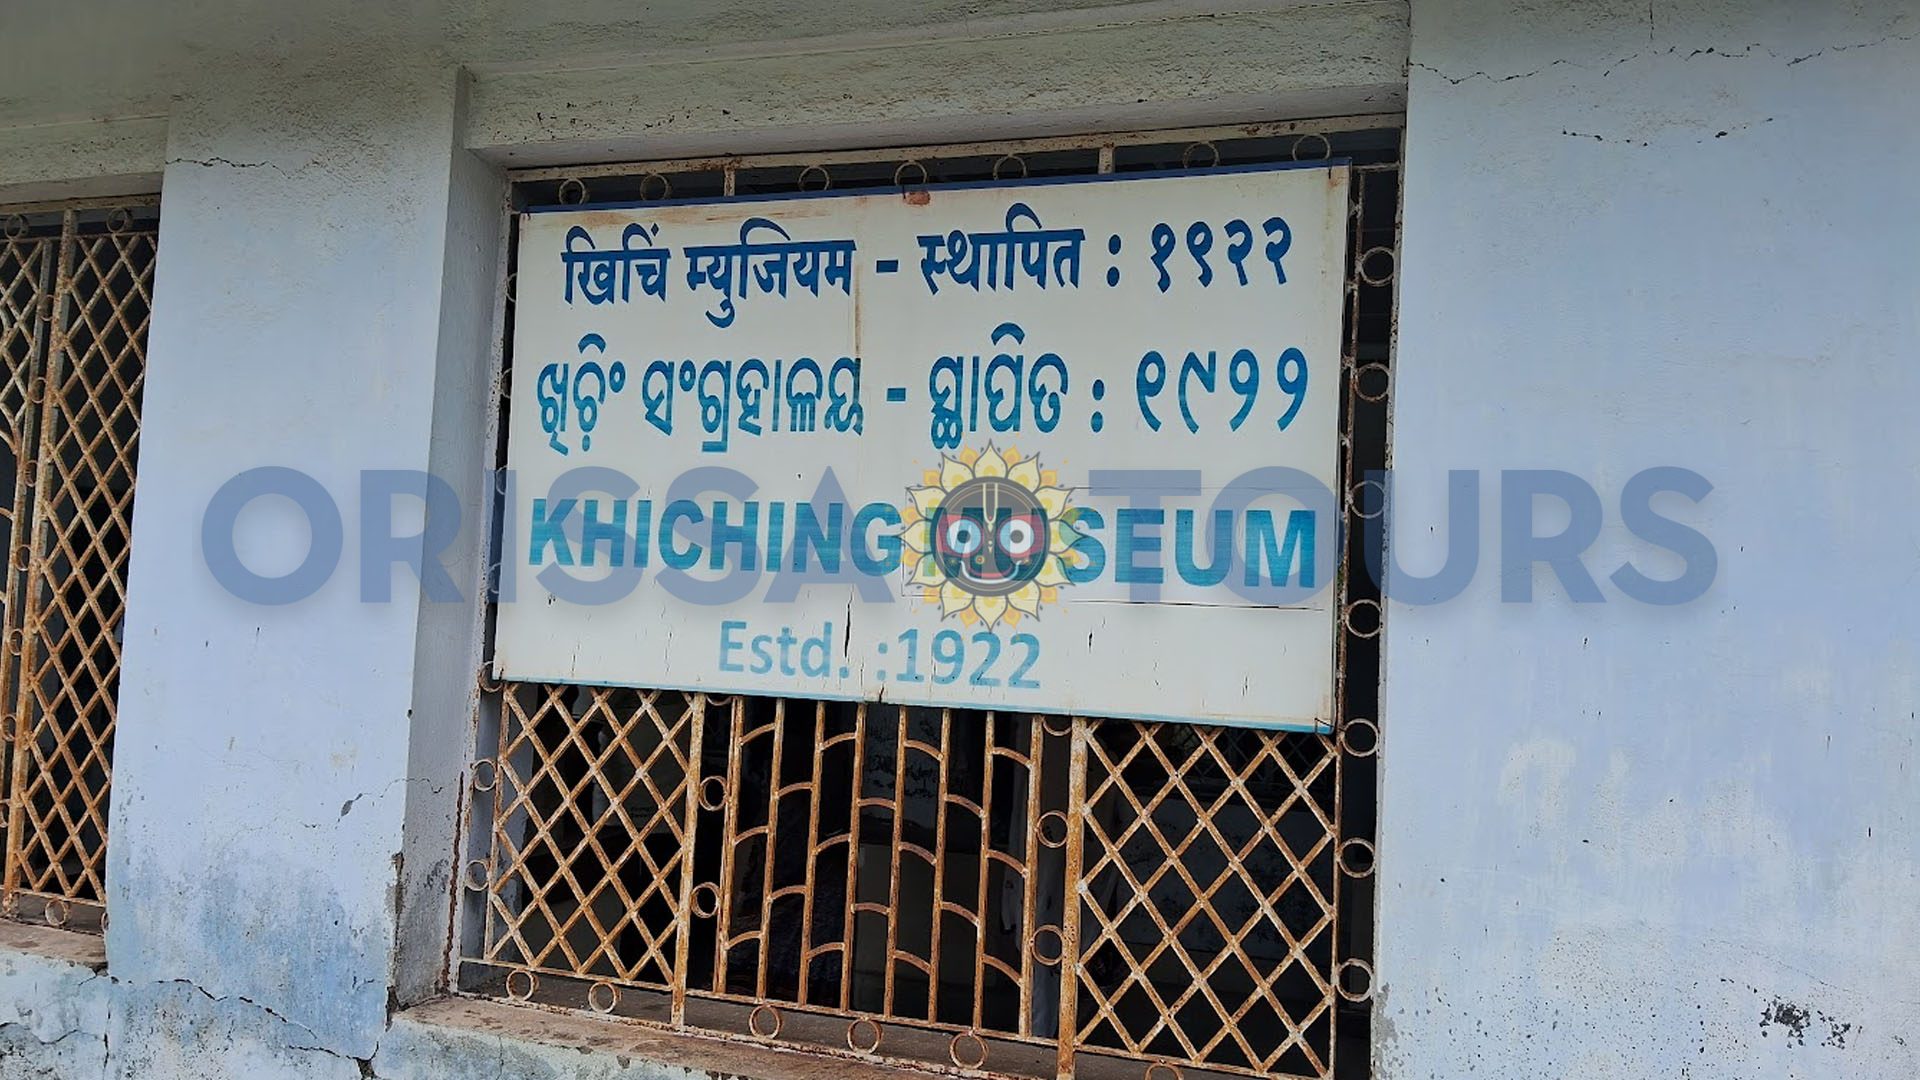 खिचिं म्युजियम - स्थापित : १९२२
ଖିଚିଂ ସଂଗ୍ରହାଳୟ - ସ୍ଥାପିତ : ୧୯୨୨
KHICHING MUSEUM
Estd. :1922
ORISSA TOURS